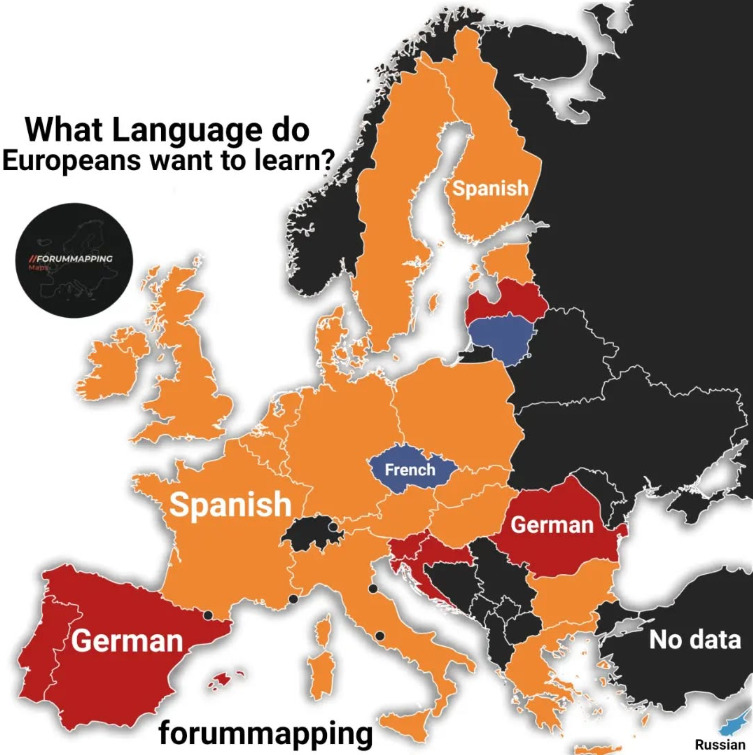 What Language do
Europeans want to learn?
//FORUMMAPPING
Maps
Spanish
French
Spanish
German
German
No data
forummapping
Russian